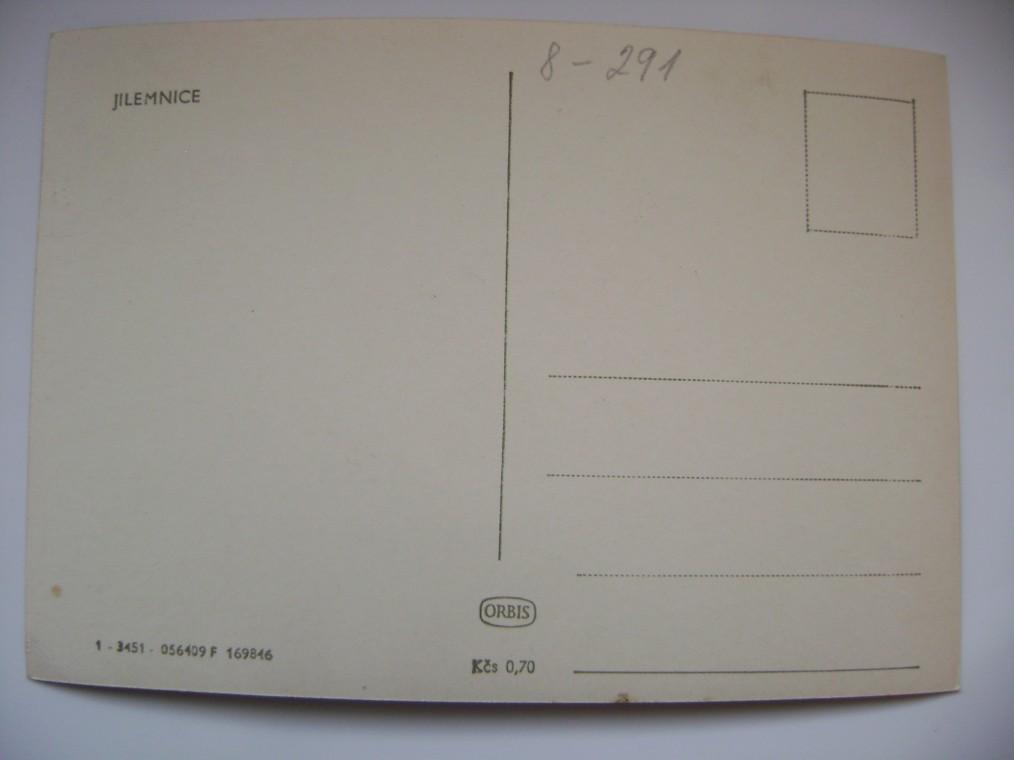 8 - 291
JILEMNICE
ORBIS
1 - 3451 - 056409 F 169846
Kčs 0,70